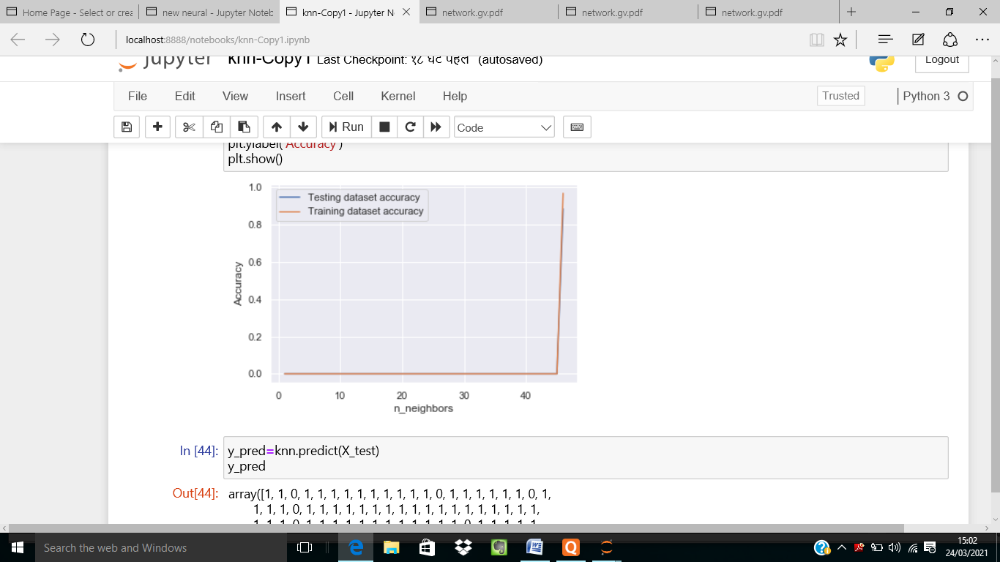 Home Page - Select or crea
new neural - Jupyter Noteb
knn-Copy1 - Jupyter N
network.gv.pdf
network.gv.pdf
network.gv.pdf
localhost:8888/notebooks/knn-Copy1.ipynb
Jupyter knn-Copy1 Last Checkpoint: (autosaved)
Logout
File Edit View Insert Cell Kernel Help
Trusted
Python 3
Run
Code
plt.ylabel('Accuracy')
plt.show()
1.0
0.8
0.6
0.4
0.2
0.0
Accuracy
Testing dataset accuracy
Training dataset accuracy
0 10 20 30 40
n_neighbors
In [44]: y_pred=knn.predict(X_test)
y_pred
Out[44]: array([1, 1, 0, 1, 1, 1, 1, 1, 1, 1, 1, 1, 1, 0, 1, 1, 1, 1, 1, 1, 0, 1,
1, 1, 1, 0, 1, 1, 1, 1, 1, 1, 1, 1, 1, 1, 1, 1, 1, 1, 1, 1, 1, 1,
Search the web and Windows
15:02
24/03/2021